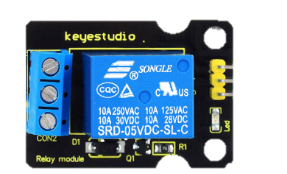 keyestudio
SONGLE
CQC
C US
10A 250VAC 10A 125VAC
10A 30VDC 10A 28VDC
SRD-05VDC-SL-C
CON2
D1
Q1
R1
Led
Relay module